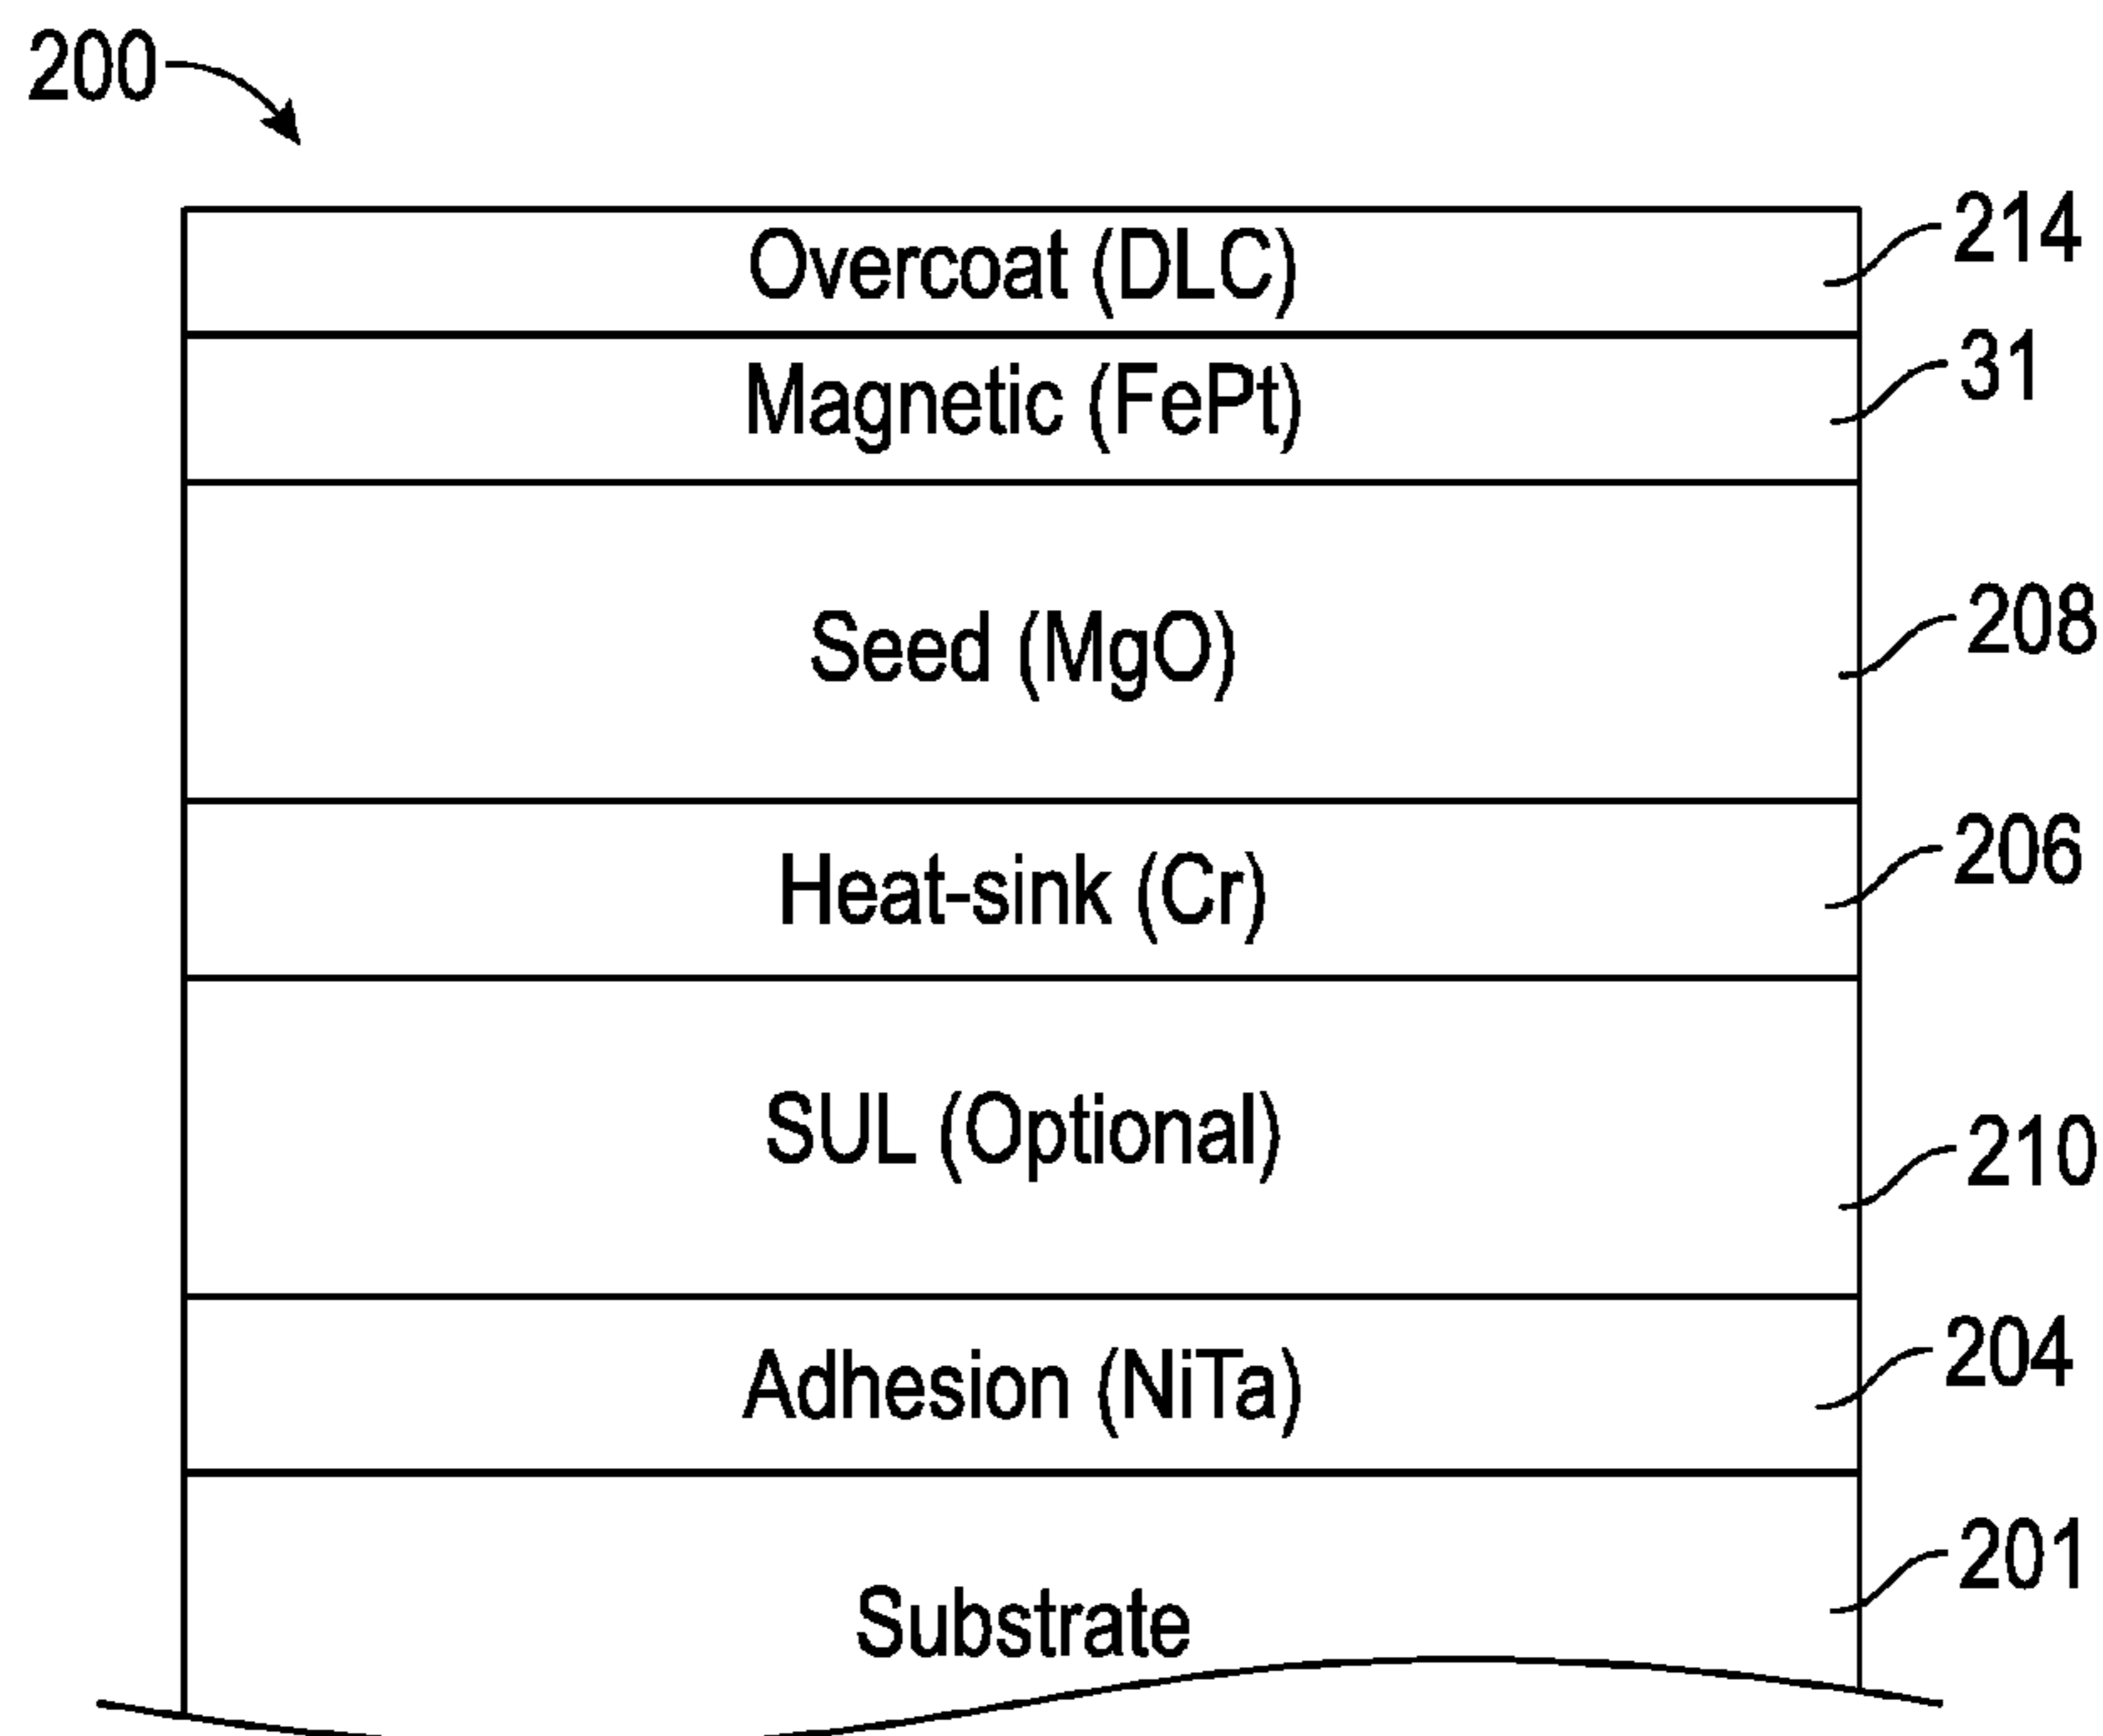 200
Overcoat (DLC) 214
Magnetic (FePt) 31
Seed (MgO) 208
Heat-sink (Cr) 206
SUL (Optional) 210
Adhesion (NiTa) 204
Substrate 201